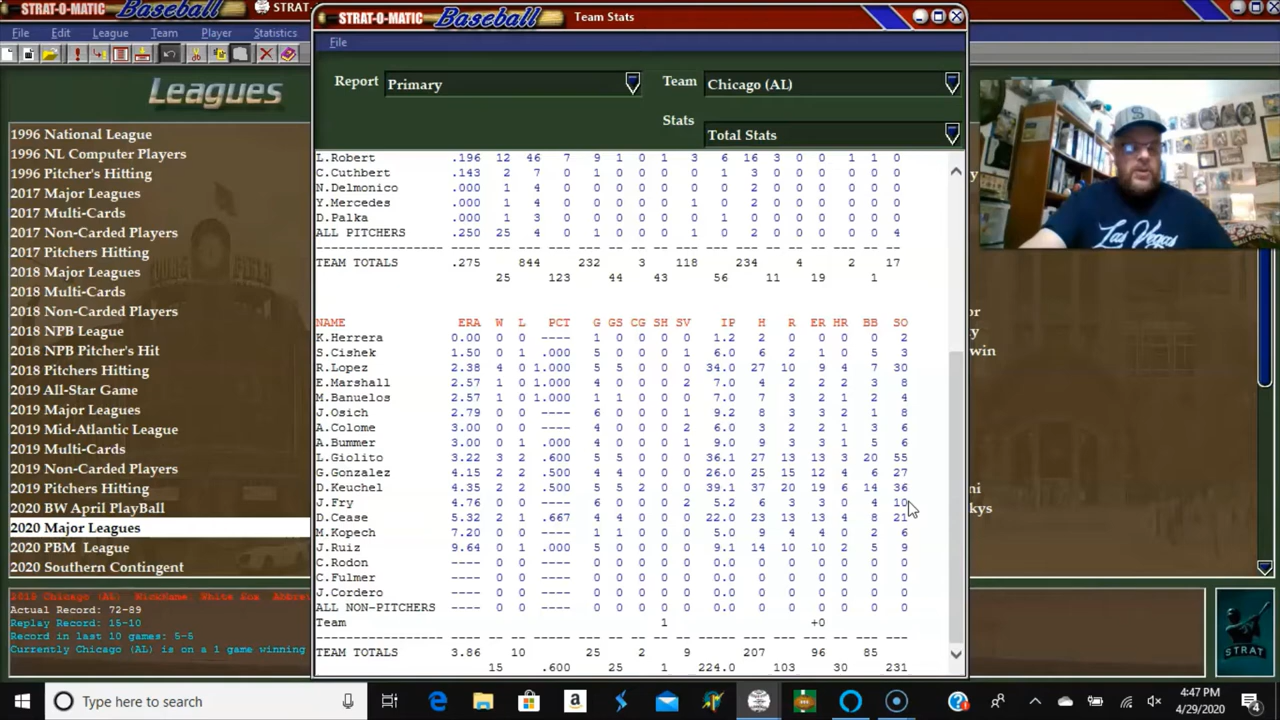 STRAT-O-MATIC Baseball
STRAT-
STRAT-O-MATIC Baseball Team Stats
File Edit League Team Player Statistics
File
Report Primary Team Chicago (AL)
Stats Total Stats
Leagues
1996 National League
1996 NL Computer Players
1996 Pitcher's Hitting
2017 Major Leagues
2017 Multi-Cards
2017 Non-Carded Players
2017 Pitchers Hitting
2018 Major Leagues
2018 Multi-Cards
2018 Non-Carded Players
2018 NPB League
2018 NPB Pitcher's Hit
2018 Pitchers Hitting
2019 All-Star Game
2019 Major Leagues
2019 Mid-Atlantic League
2019 Multi-Cards
2019 Non-Carded Players
2019 Pitchers Hitting
2020 BW April PlayBall
2020 Major Leagues
2020 PBM League
2020 Southern Contingent
2019 Chicago (AL) NickName: White Sox Abbre
Actual Record: 72-89
Replay Record: 15-10
Record in last 10 games: 5-5
Currently Chicago (AL) is on a 1 game winning
L.Robert .196 12 46 7 9 1 0 1 3 6 16 3 0 0 1 1 0
C.Cuthbert .143 2 7 0 1 0 0 0 0 1 3 0 0 0 0 0 0
N.Delmonico .000 1 4 0 0 0 0 0 0 0 2 0 0 0 0 0 0
Y.Mercedes .000 1 4 0 0 0 0 0 1 0 2 0 0 0 0 0 0
D.Palka .000 1 3 0 0 0 0 0 0 1 0 0 0 0 0 0 0
ALL PITCHERS .250 25 4 0 1 0 0 0 1 0 2 0 0 0 0 0 4
TEAM TOTALS .275 844 232 3 118 234 4 2 17
25 123 44 43 56 11 19 1
NAME ERA W L PCT G GS CG SH SV IP H R ER HR BB SO
K.Herrera 0.00 0 0 ---- 1 0 0 0 0 1.2 2 0 0 0 0 2
S.Cishek 1.50 0 1 .000 5 0 0 0 1 6.0 6 2 1 0 5 3
R.Lopez 2.38 4 0 1.000 5 5 0 0 0 34.0 27 10 9 4 7 30
E.Marshall 2.57 1 0 1.000 4 0 0 0 2 7.0 4 2 2 2 3 8
M.Banuelos 2.57 1 0 1.000 1 1 0 0 0 7.0 7 3 2 1 2 4
J.Osich 2.79 0 0 ---- 6 0 0 0 1 9.2 8 3 3 2 1 8
A.Colome 3.00 0 0 ---- 4 0 0 0 2 6.0 3 2 2 1 3 6
A.Bummer 3.00 0 1 .000 4 0 0 0 1 9.0 9 3 3 1 5 6
L.Giolito 3.22 3 2 .600 5 5 0 0 0 36.1 27 13 13 3 20 55
G.Gonzalez 4.15 2 2 .500 4 4 0 0 0 26.0 25 15 12 4 6 27
D.Keuchel 4.35 2 2 .500 5 5 2 0 0 39.1 37 20 19 6 14 36
J.Fry 4.76 0 0 ---- 6 0 0 0 2 5.2 6 3 3 0 4 10
D.Cease 5.32 2 1 .667 4 4 0 0 0 22.0 23 13 13 4 8 21
M.Kopech 7.20 0 0 ---- 1 1 0 0 0 5.0 9 4 4 0 2 6
J.Ruiz 9.64 0 1 .000 5 0 0 0 0 9.1 14 10 10 2 5 9
C.Rodon ---- 0 0 ---- 0 0 0 0 0 0.0 0 0 0 0 0 0
C.Fulmer ---- 0 0 ---- 0 0 0 0 0 0.0 0 0 0 0 0 0
J.Cordero ---- 0 0 ---- 0 0 0 0 0 0.0 0 0 0 0 0 0
ALL NON-PITCHERS ---- 0 0 ---- 0 0 0 0 0 0.0 0 0 0 0 0 0
Team 1 +0
TEAM TOTALS 3.86 10 25 2 9 207 96 85
15 .600 25 1 224.0 103 30 231
Las Vegas
S
STRAT
Type here to search
4:47 PM
4/29/2020
4